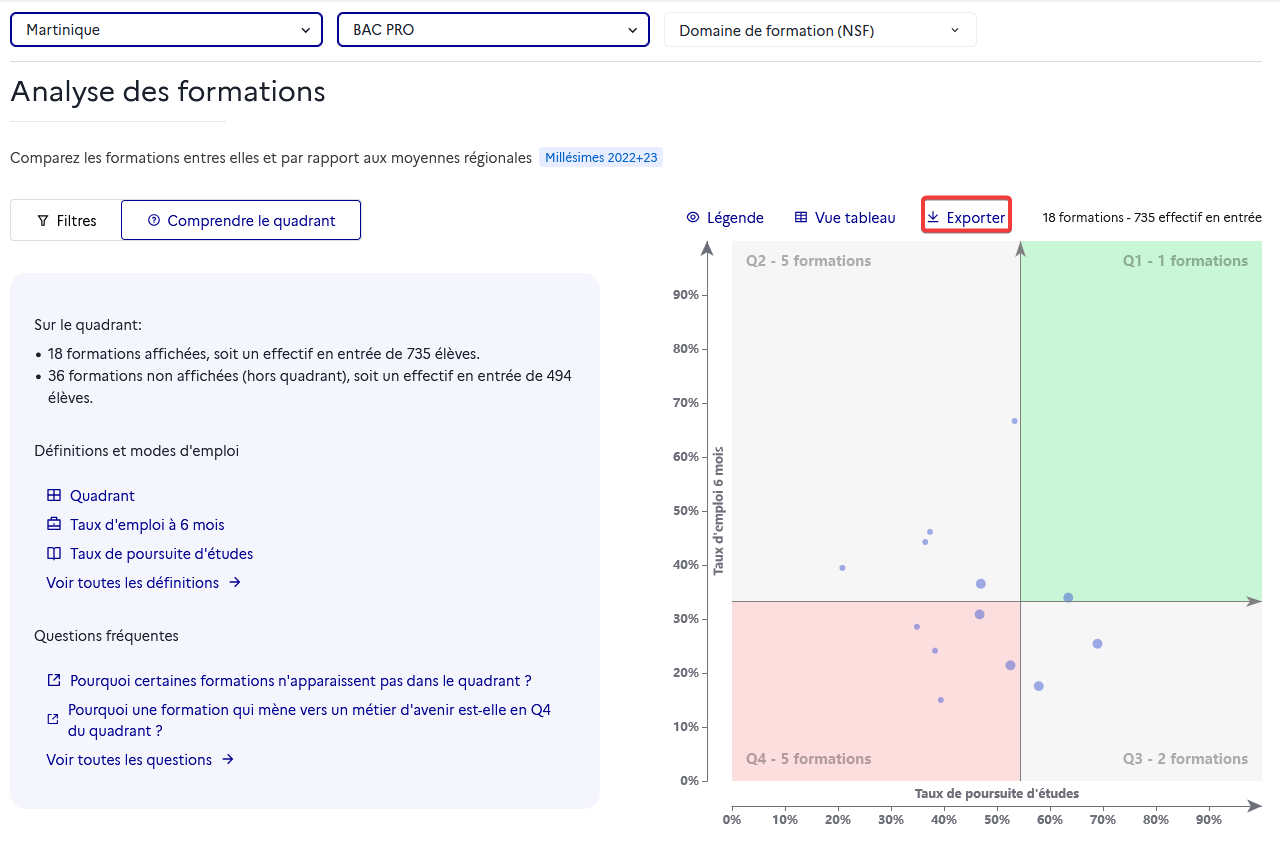 Martinique
BAC PRO
Domaine de formation (NSF)
Analyse des formations
Comparez les formations entres elles et par rapport aux moyennes régionales
Millésimes 2022+23
Filtres
Comprendre le quadrant
Légende
Vue tableau
Exporter
18 formations - 735 effectif en entrée
Sur le quadrant:
• 18 formations affichées, soit un effectif en entrée de 735 élèves.
• 36 formations non affichées (hors quadrant), soit un effectif en entrée de 494
élèves.
Définitions et modes d'emploi
Quadrant
Taux d'emploi à 6 mois
Taux de poursuite d'études
Voir toutes les définitions →
Questions fréquentes
Pourquoi certaines formations n'apparaissent pas dans le quadrant ?
Pourquoi une formation qui mène vers un métier d'avenir est-elle en Q4
du quadrant ?
Voir toutes les questions →
Q2 - 5 formations
Q1 - 1 formations
90%
80%
70%
60%
50%
40%
30%
20%
10%
0%
Taux d'emploi 6 mois
Q4 - 5 formations
Q3 - 2 formations
Taux de poursuite d'études
0%
10%
20%
30%
40%
50%
60%
70%
80%
90%